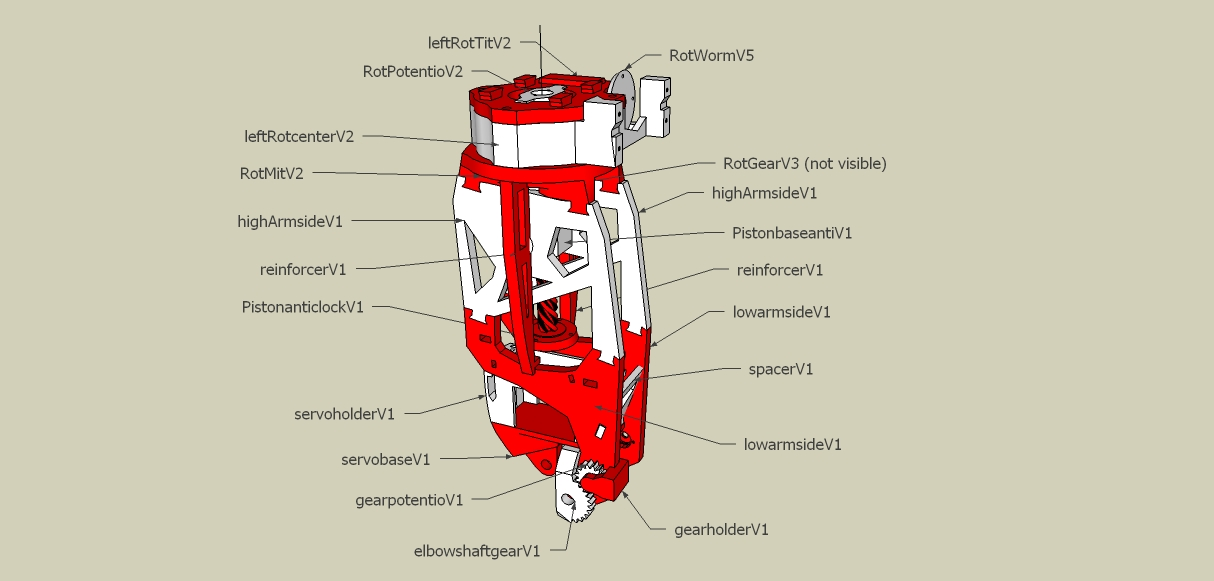 leftRotTitV2
RotWormV5
RotPotentioV2
leftRotcenterV2
RotGearV3 (not visible)
RotMitV2
highArmsideV1
highArmsideV1
PistonbaseantiV1
reinforcerV1
reinforcerV1
PistonanticlockV1
lowarmsideV1
spacerV1
servoholderV1
lowarmsideV1
servobaseV1
gearpotentioV1
gearholderV1
elbowshaftgearV1